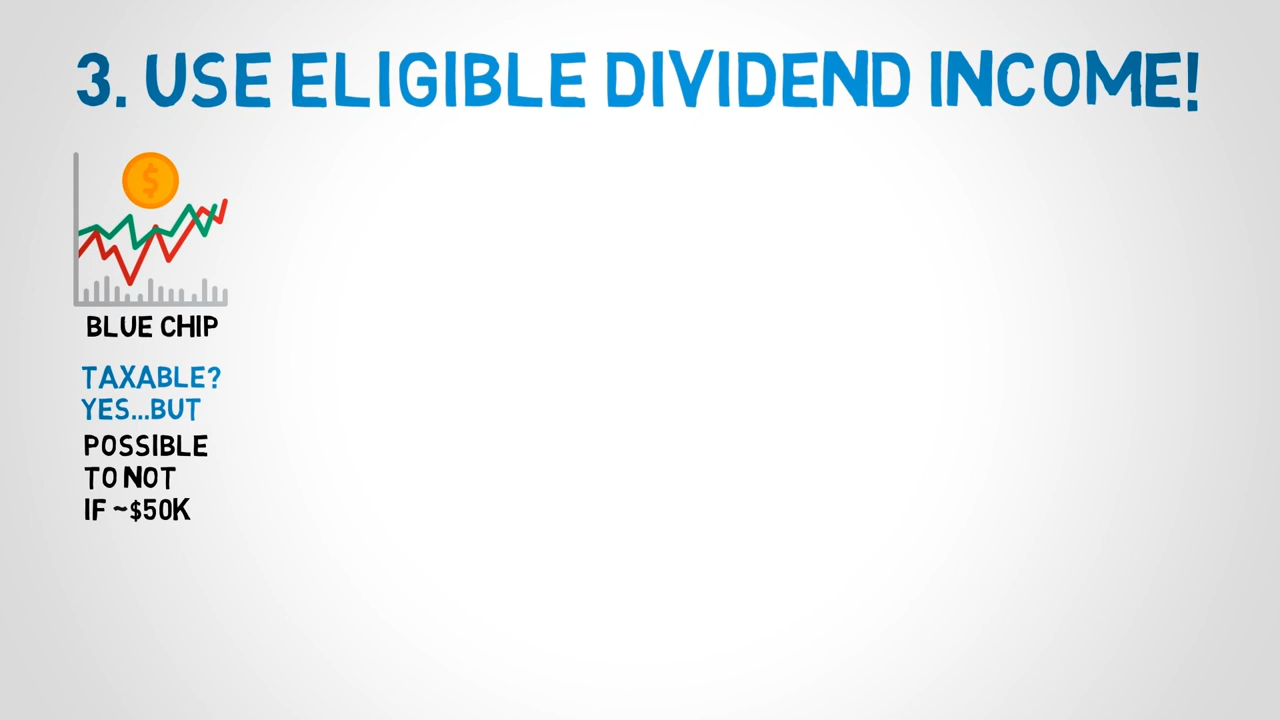 3. USE ELIGIBLE DIVIDEND INCOME!
$
BLUE CHIP
TAXABLE?
YES...BUT
POSSIBLE
TO NOT
IF ~$50K